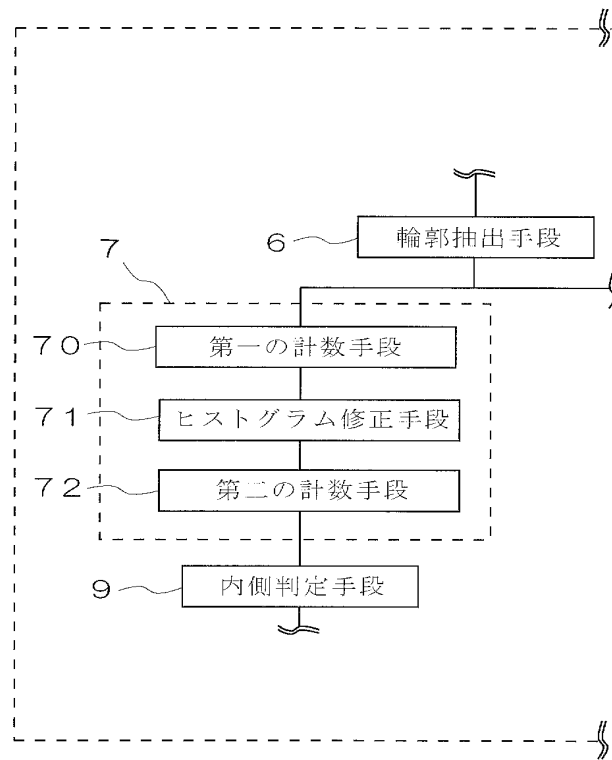 6 輪郭抽出手段
7
70 第一の計数手段
71 ヒストグラム修正手段
72 第二の計数手段
9 内側判定手段